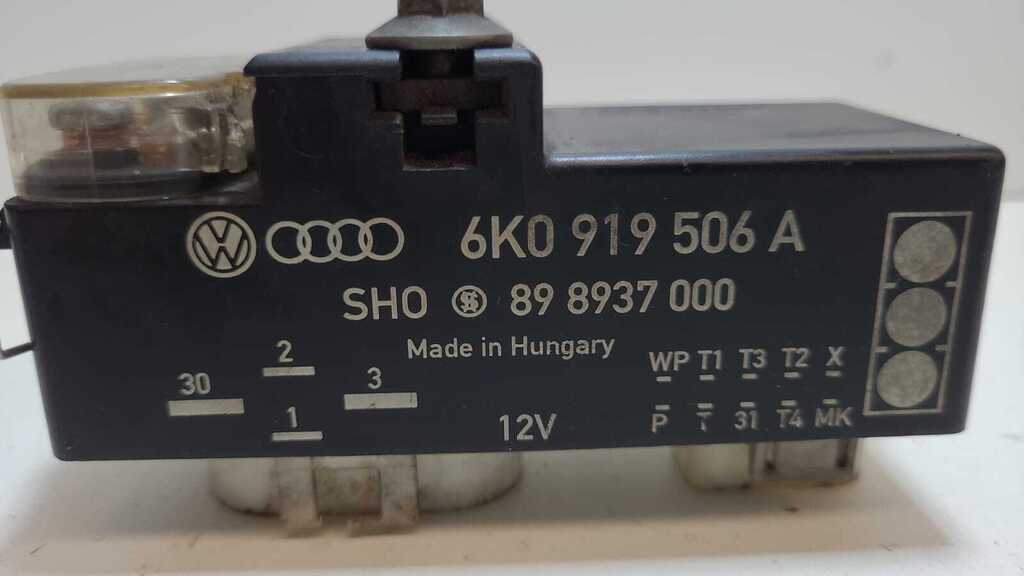 6K0 919 506 A
SHO 89 8937 000
Made in Hungary
2
30
3
1
12V
WP T1 T3 T2 X
P T 31 T4 MK